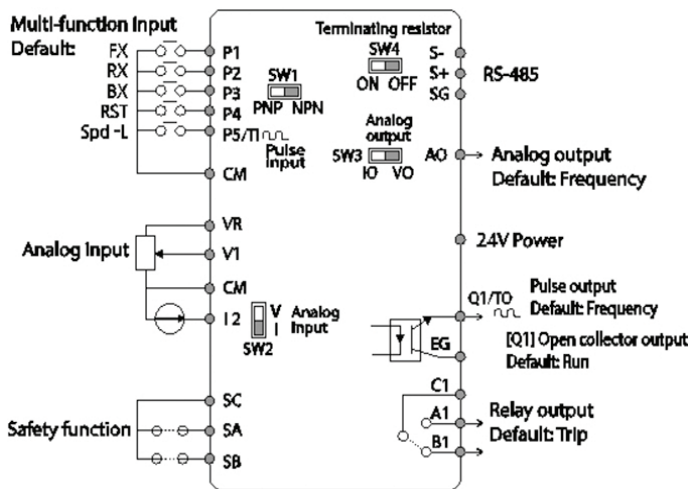 Multi-function Input
Default:
FX
RX
BX
RST
Spd -L
P1
P2
P3
P4
P5/TI
Pulse
input
CM
SW1
PNP NPN
Terminating resistor
SW4
ON OFF
S-
S+
SG
RS-485
Analog
output
SW3
IO VO
AO
Analog output
Default: Frequency
Analog Input
VR
V1
CM
I 2
V
I
SW2
Analog
Input
24V Power
Q1/TO
Pulse output
Default: Frequency
EG
[Q1] Open collector output
Default: Run
Safety function
SC
SA
SB
C1
A1
B1
Relay output
Default: Trip